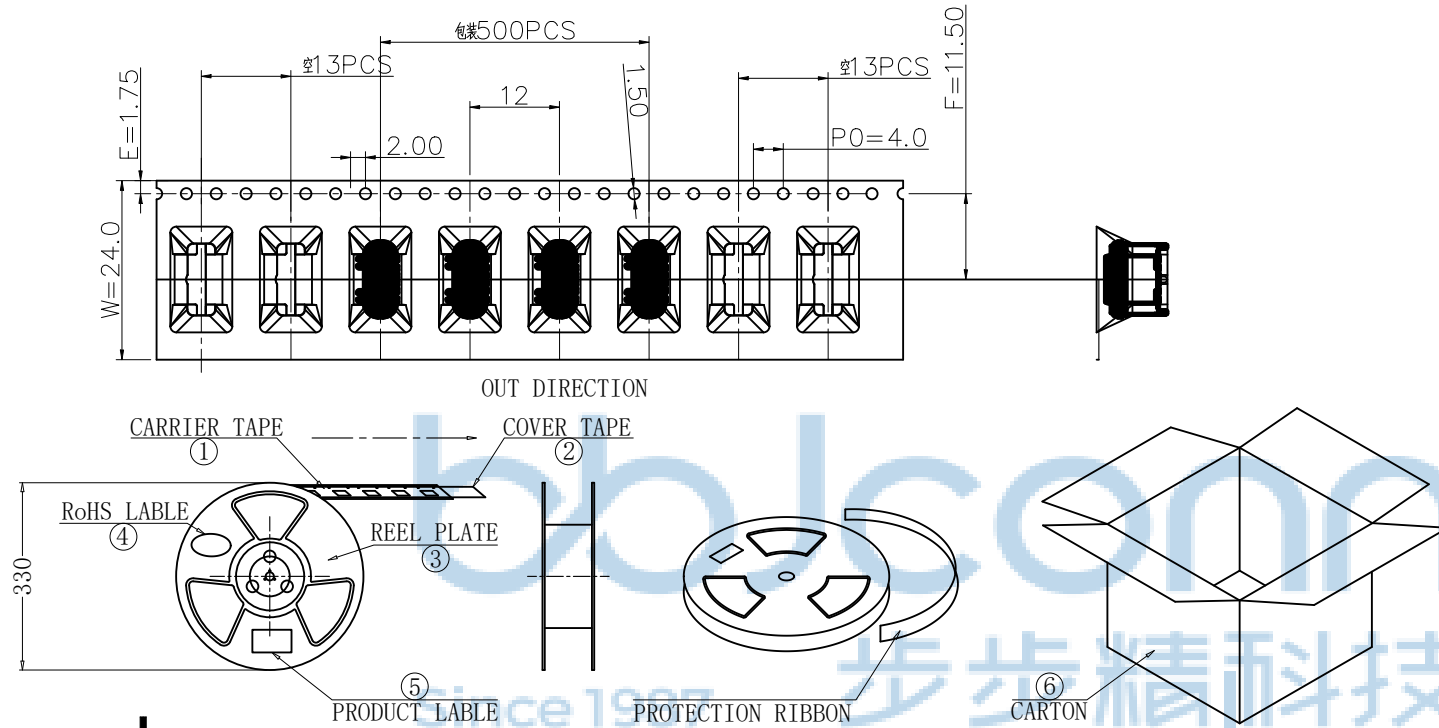 包装500PCS
空13PCS
空13PCS
12
1.50
F=11.50
E=1.75
2.00
P0=4.0
W=24.0
OUT DIRECTION
CARRIER TAPE
①
COVER TAPE
②
RoHS LABLE
④
REEL PLATE
③
330
⑤
PRODUCT LABLE
PROTECTION RIBBON
⑥
CARTON
bbjconn
Since 1987
步步精科技